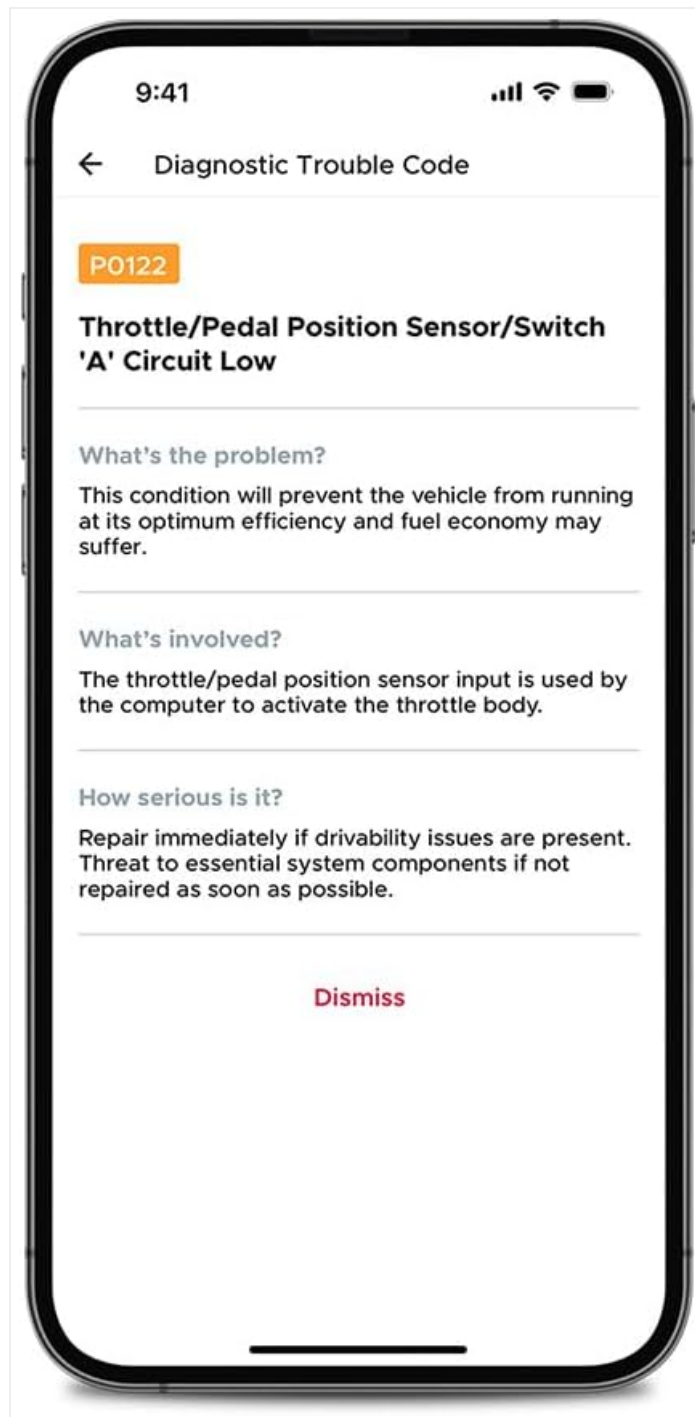 9:41
Diagnostic Trouble Code
P0122
Throttle/Pedal Position Sensor/Switch
'A' Circuit Low
What's the problem?
This condition will prevent the vehicle from running
at its optimum efficiency and fuel economy may
suffer.
What's involved?
The throttle/pedal position sensor input is used by
the computer to activate the throttle body.
How serious is it?
Repair immediately if drivability issues are present.
Threat to essential system components if not
repaired as soon as possible.
Dismiss